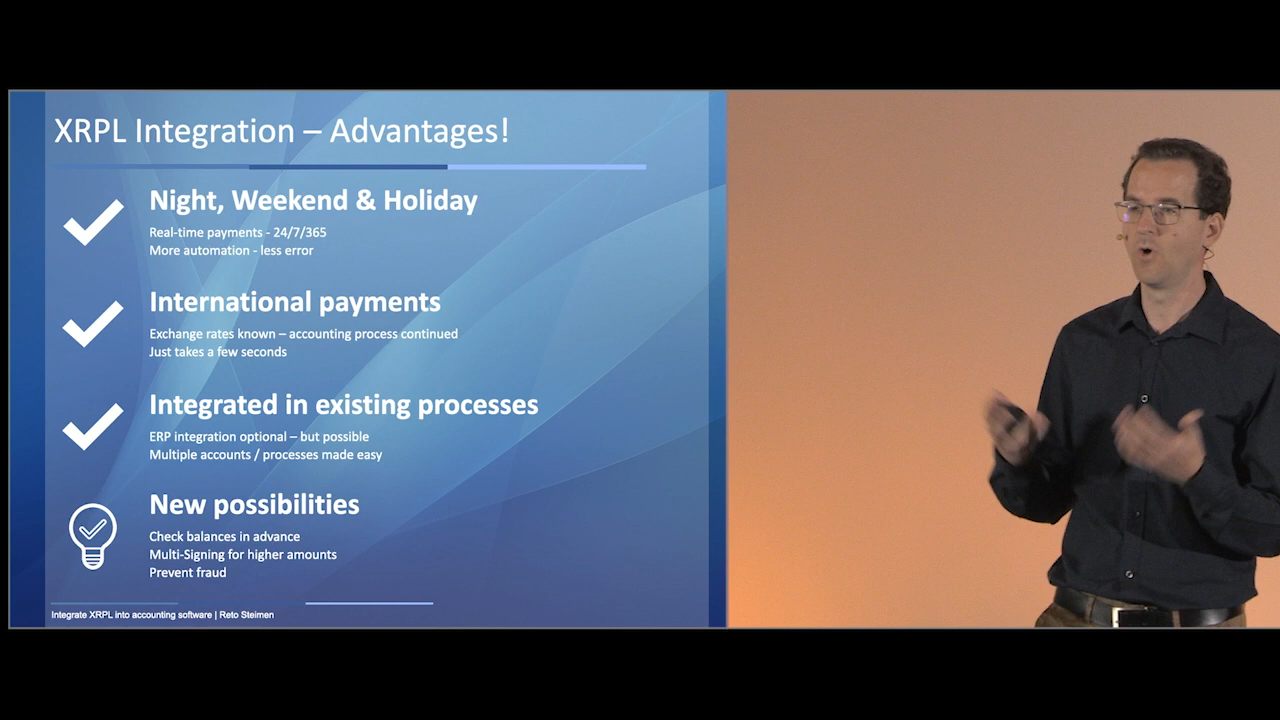 XRPL Integration – Advantages!
Night, Weekend & Holiday
Real-time payments - 24/7/365
More automation - less error
International payments
Exchange rates known – accounting process continued
Just takes a few seconds
Integrated in existing processes
ERP integration optional – but possible
Multiple accounts / processes made easy
New possibilities
Check balances in advance
Multi-Signing for higher amounts
Prevent fraud
Integrate XRPL into accounting software | Reto Steimen